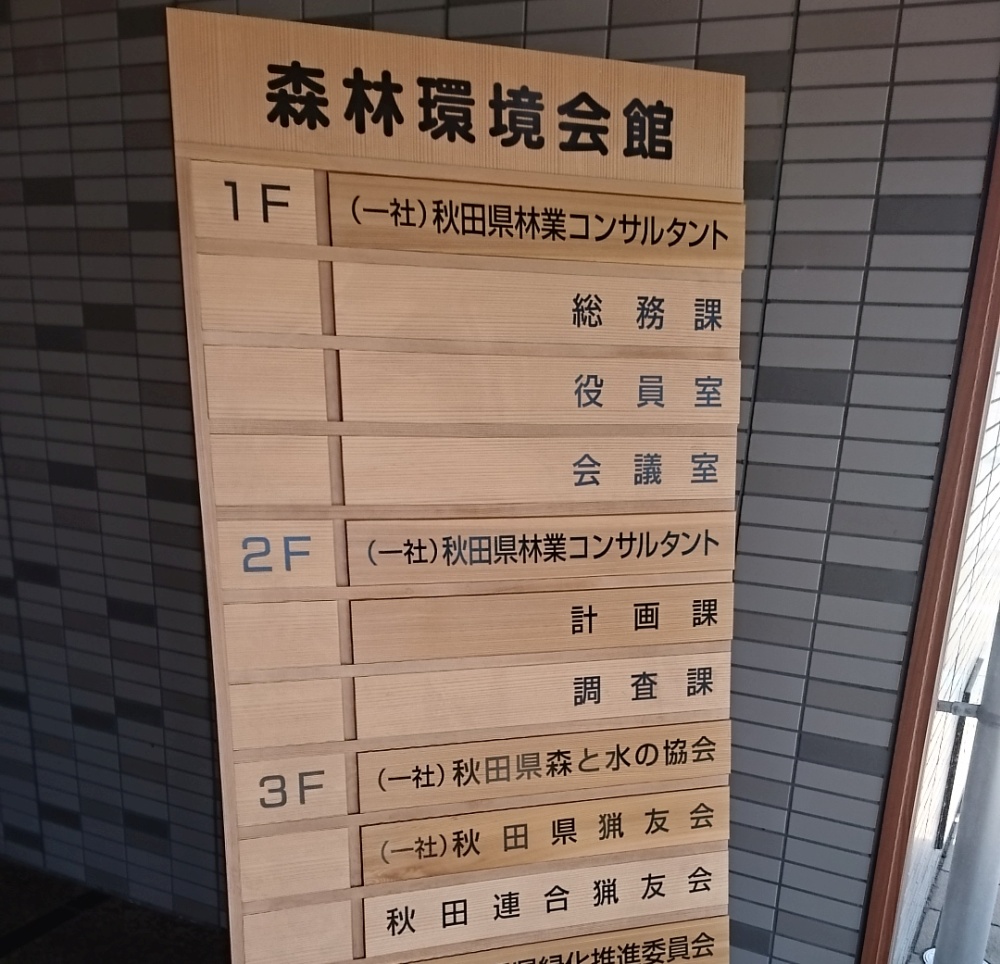 森林環境会館
1F （一社）秋田県林業コンサルタント
総務課
役員室
会議室
2F （一社）秋田県林業コンサルタント
計画課
調査課
3F （一社）秋田県森と水の協会
（一社）秋田県猟友会
秋田連合猟友会
緑化推進委員会